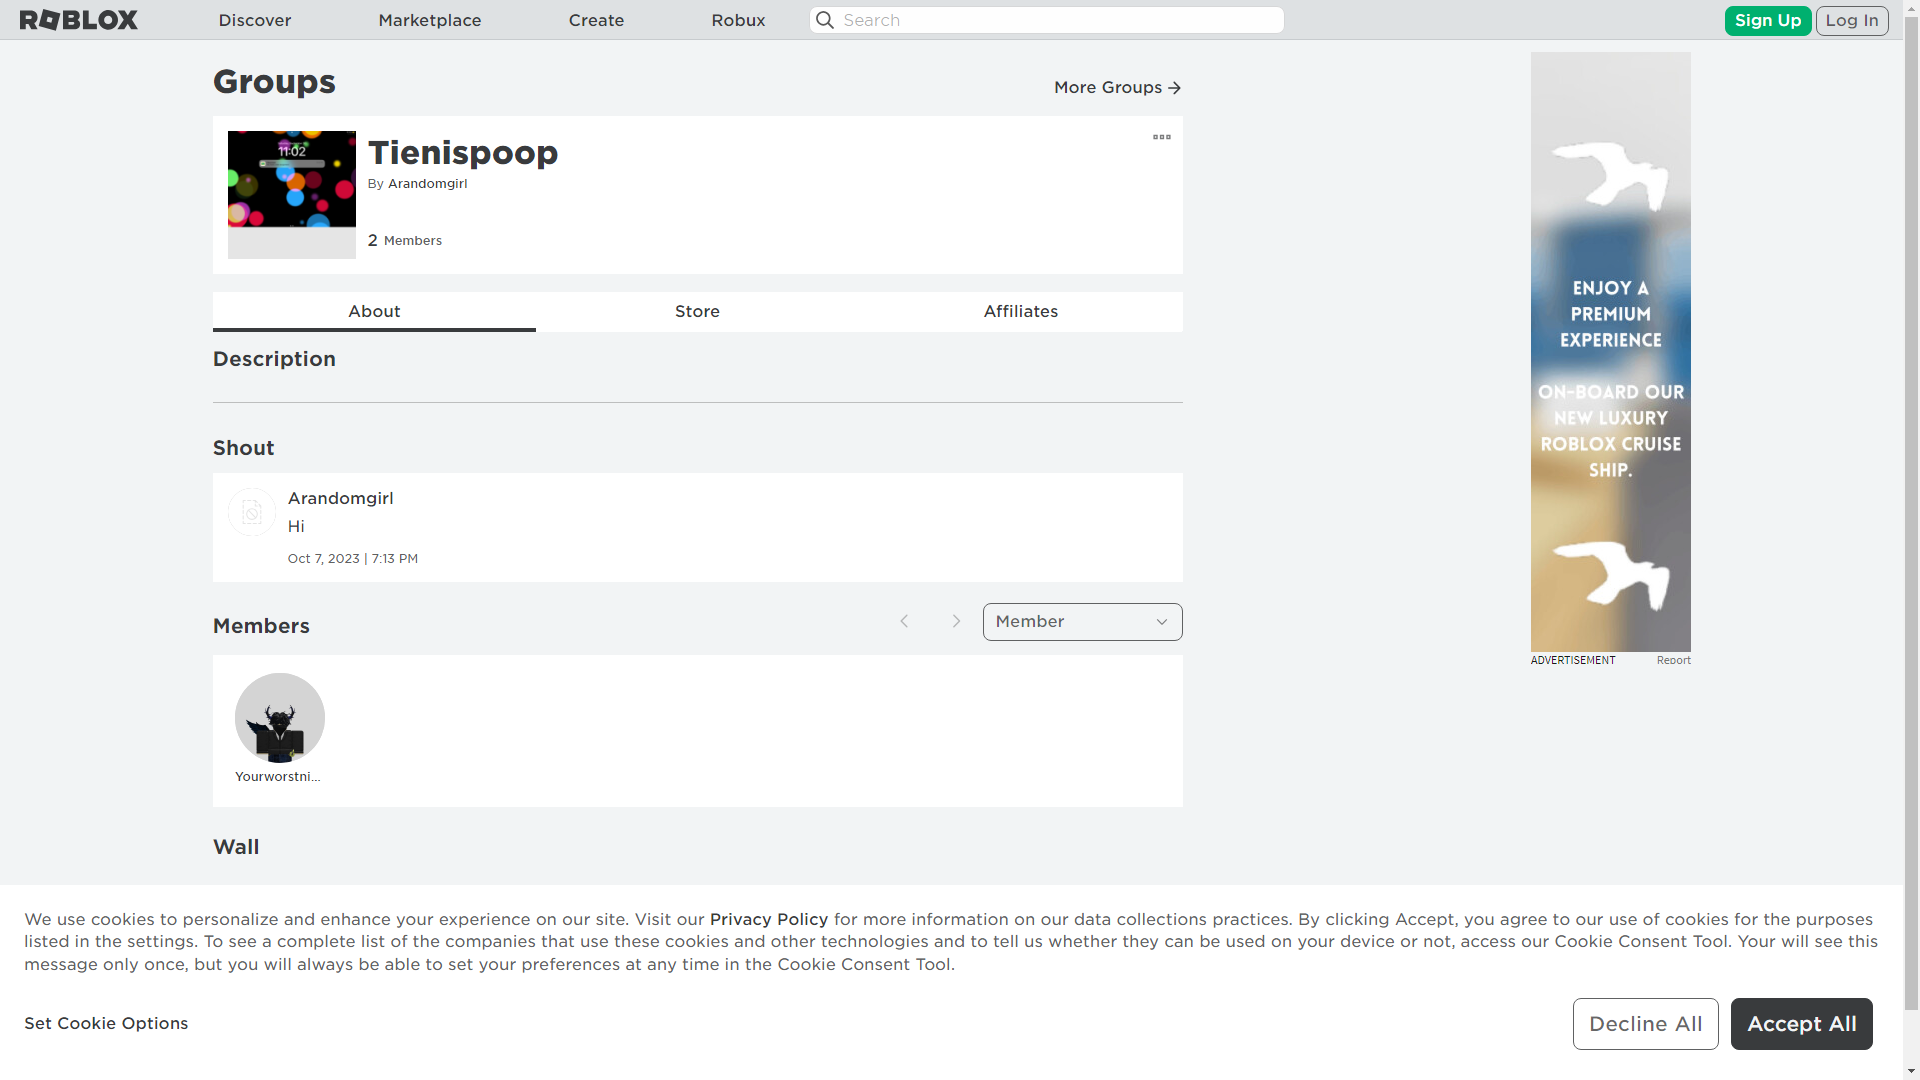 ROBLOX
Discover
Marketplace
Create
Robux
Search
Sign Up
Log In
Groups
More Groups
11:02
Tienispoop
By Arandomgirl
2 Members
About
Store
Affiliates
Description
Shout
Arandomgirl
Hi
Oct 7, 2023 | 7:13 PM
Members
Member
Yourworstni...
Wall
ENJOY A
PREMIUM
EXPERIENCE
ON-BOARD OUR
NEW LUXURY
ROBLOX CRUISE
SHIP.
ADVERTISEMENT
Report
We use cookies to personalize and enhance your experience on our site. Visit our Privacy Policy for more information on our data collections practices. By clicking Accept, you agree to our use of cookies for the purposes
listed in the settings. To see a complete list of the companies that use these cookies and other technologies and to tell us whether they can be used on your device or not, access our Cookie Consent Tool. Your will see this
message only once, but you will always be able to set your preferences at any time in the Cookie Consent Tool.
Set Cookie Options
Decline All
Accept All